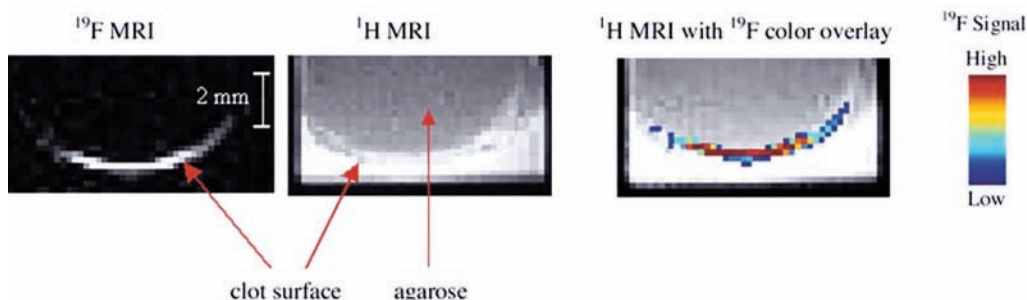 ¹⁹F MRI
¹H MRI
¹H MRI with ¹⁹F color overlay
¹⁹F Signal
High
2 mm
Low
clot surface
agarose